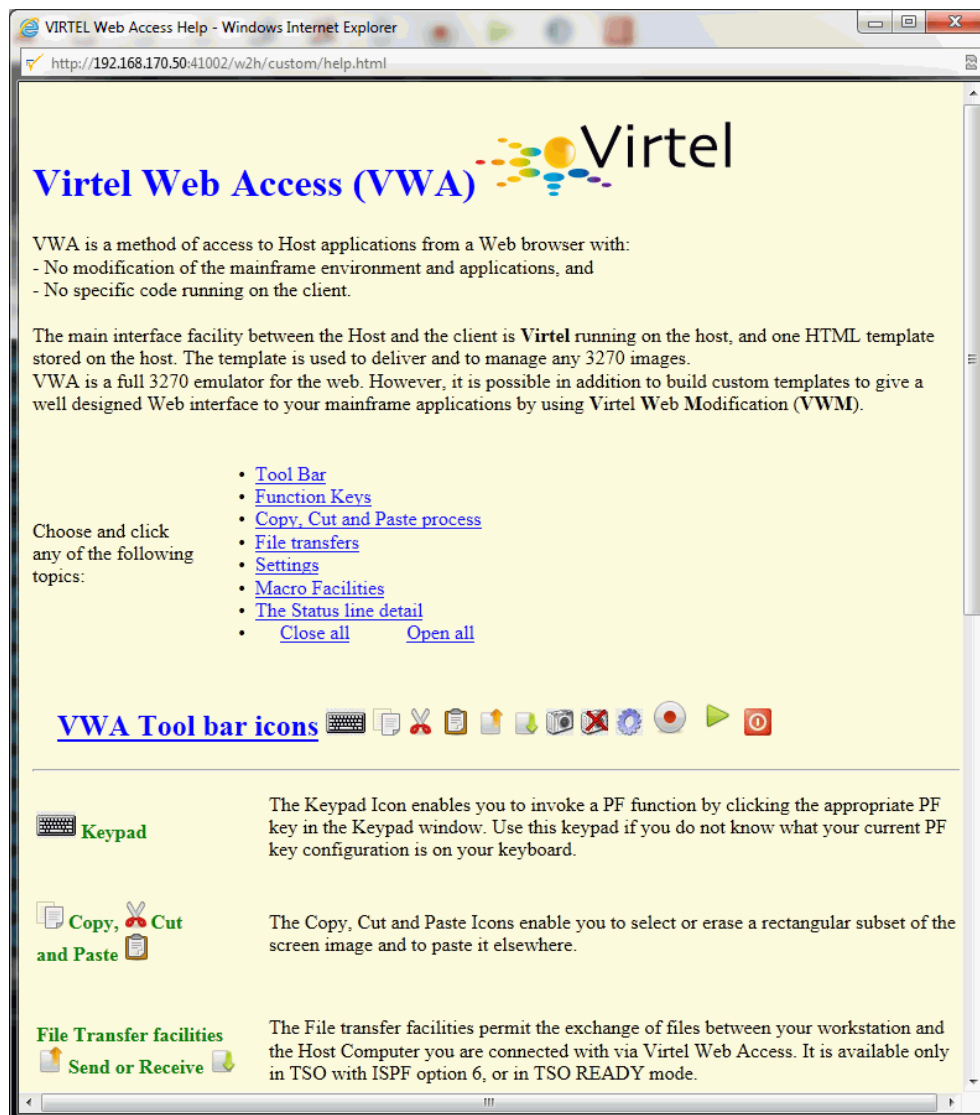 VIRTEL Web Access Help - Windows Internet Explorer
http://192.168.170.50:41002/w2h/custom/help.html
Virtel
Virtel Web Access (VWA)
VWA is a method of access to Host applications from a Web browser with:
- No modification of the mainframe environment and applications, and
- No specific code running on the client.
The main interface facility between the Host and the client is Virtel running on the host, and one HTML template
stored on the host. The template is used to deliver and to manage any 3270 images.
VWA is a full 3270 emulator for the web. However, it is possible in addition to build custom templates to give a
well designed Web interface to your mainframe applications by using Virtel Web Modification (VWM).
Choose and click
any of the following
topics:
• Tool Bar
• Function Keys
• Copy, Cut and Paste process
• File transfers
• Settings
• Macro Facilities
• The Status line detail
• Close all Open all
VWA Tool bar icons
Keypad
The Keypad Icon enables you to invoke a PF function by clicking the appropriate PF
key in the Keypad window. Use this keypad if you do not know what your current PF
key configuration is on your keyboard.
Copy, Cut
and Paste
The Copy, Cut and Paste Icons enable you to select or erase a rectangular subset of the
screen image and to paste it elsewhere.
File Transfer facilities
Send or Receive
The File transfer facilities permit the exchange of files between your workstation and
the Host Computer you are connected with via Virtel Web Access. It is available only
in TSO with ISPF option 6, or in TSO READY mode.